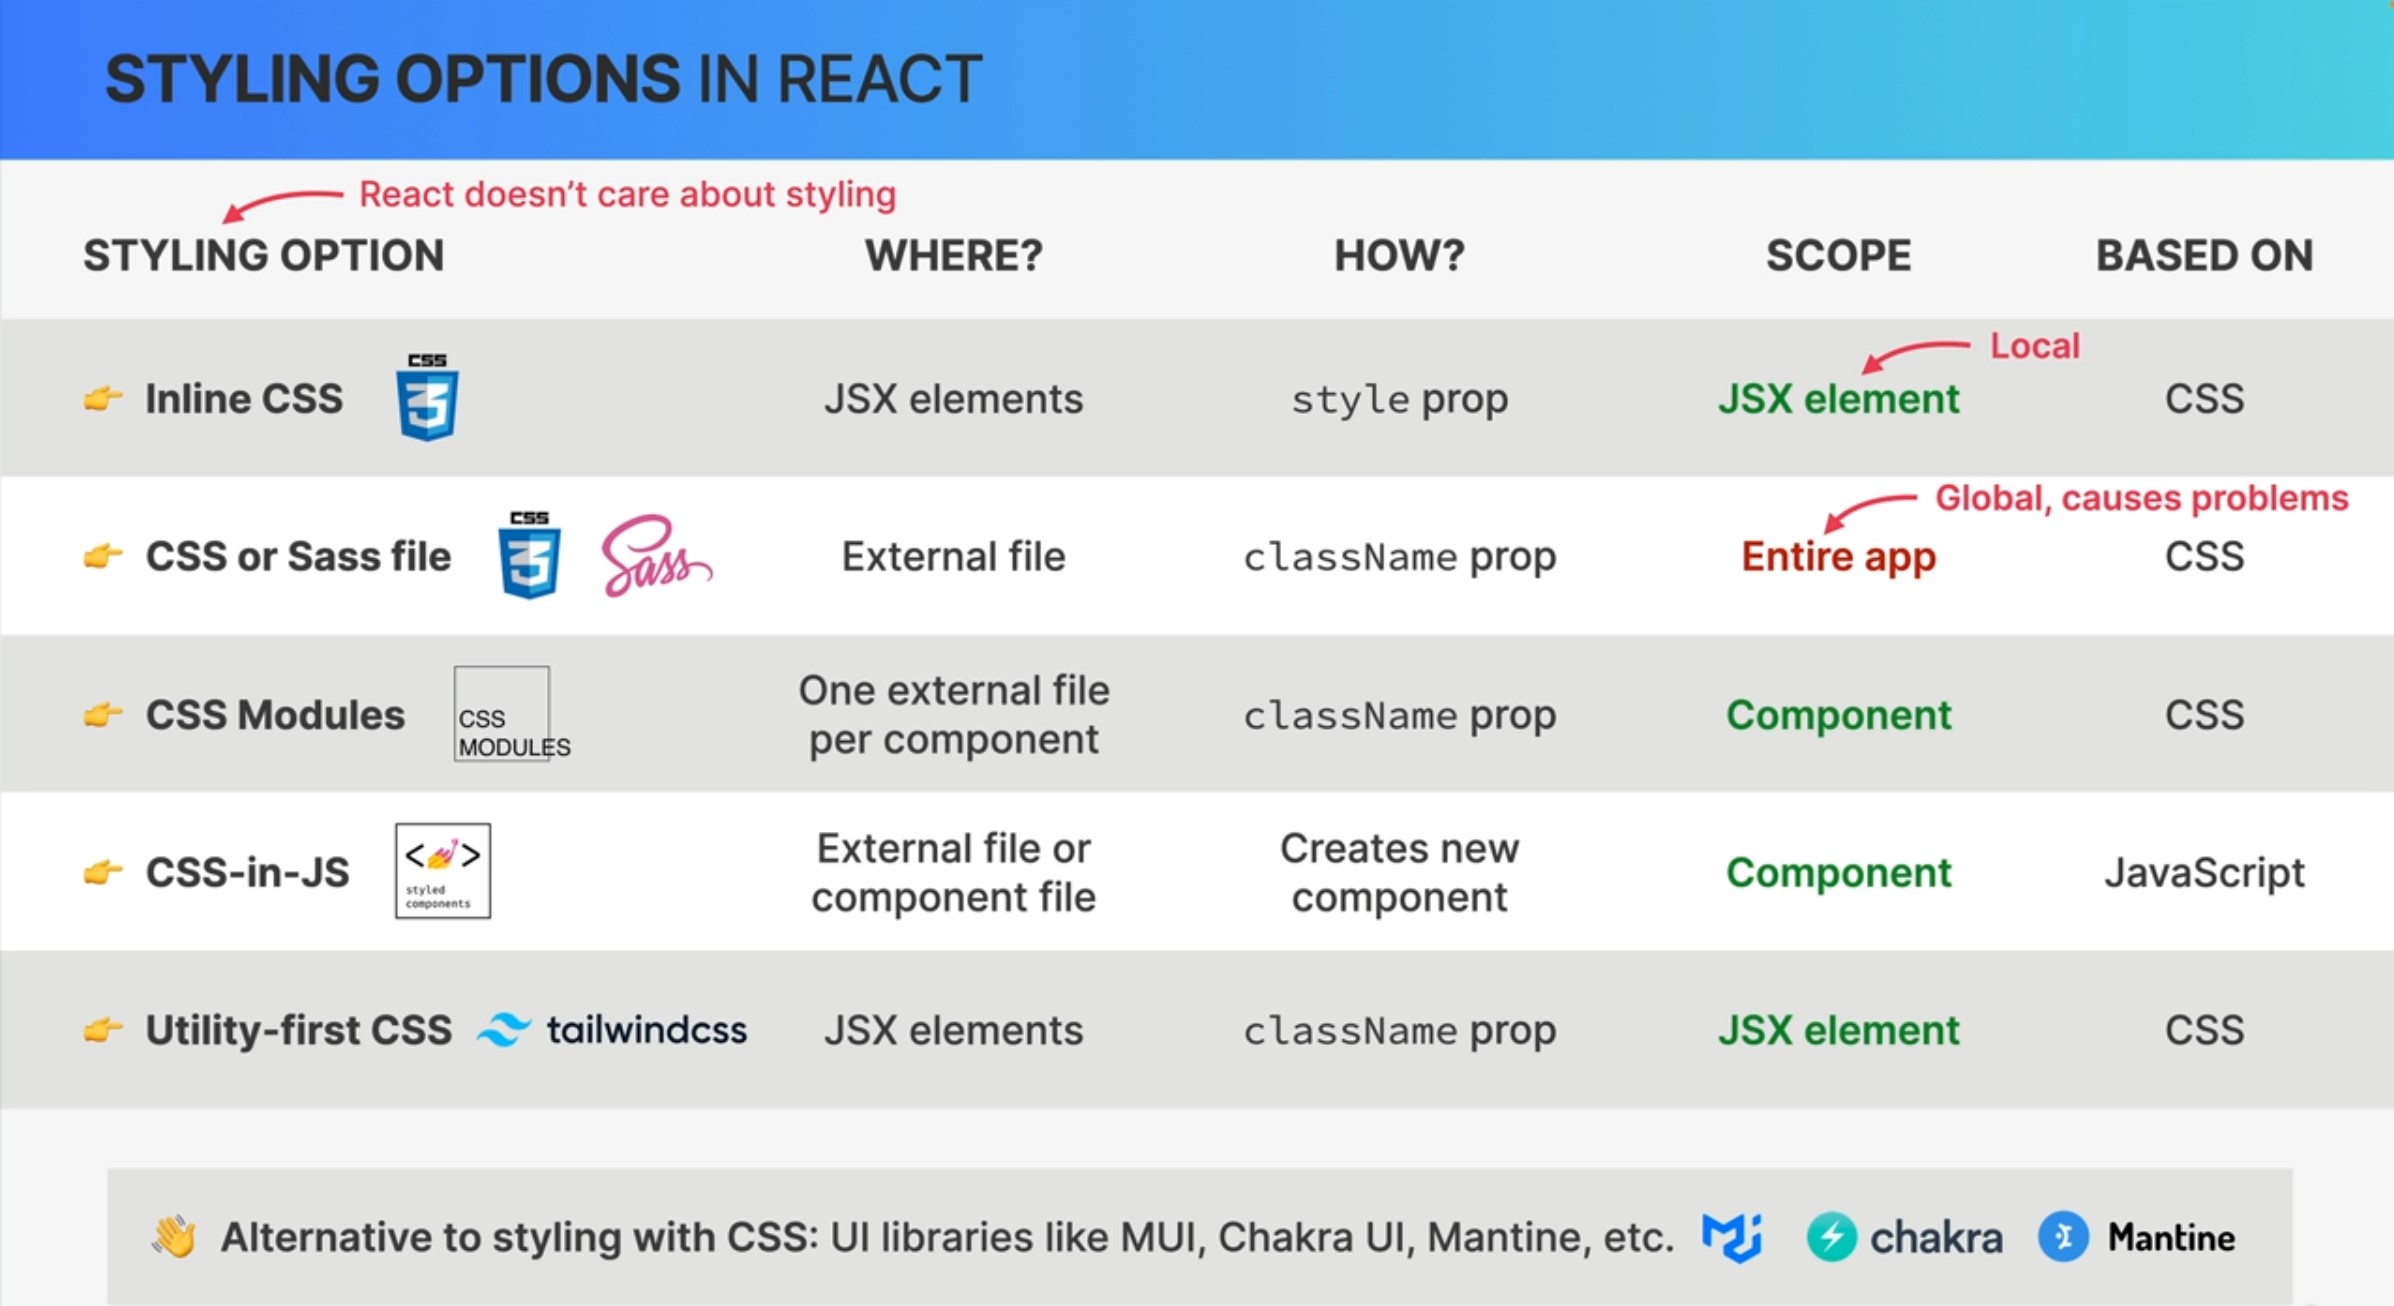 STYLING OPTIONS IN REACT
React doesn't care about styling
STYLING OPTION WHERE? HOW? SCOPE BASED ON
Local
CSS
Inline CSS JSX elements style prop JSX element CSS
Global, causes problems
CSS
CSS or Sass file Sass External file className prop Entire app CSS
CSS Modules CSS MODULES One external file per component className prop Component CSS
CSS-in-JS styled components External file or component file Creates new component Component JavaScript
Utility-first CSS tailwindcss JSX elements className prop JSX element CSS
Alternative to styling with CSS: UI libraries like MUI, Chakra UI, Mantine, etc. chakra Mantine